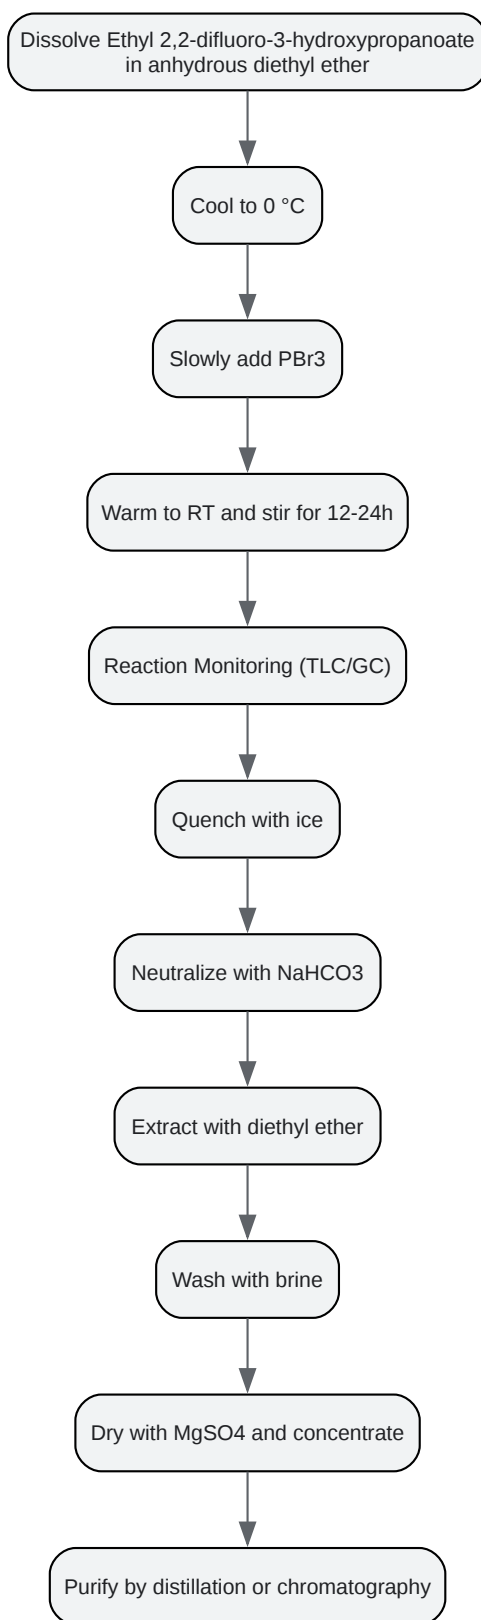 Dissolve Ethyl 2,2-difluoro-3-hydroxypropanoate
in anhydrous diethyl ether
Cool to 0 °C
Slowly add PBr3
Warm to RT and stir for 12-24h
Reaction Monitoring (TLC/GC)
Quench with ice
Neutralize with NaHCO3
Extract with diethyl ether
Wash with brine
Dry with MgSO4 and concentrate
Purify by distillation or chromatography